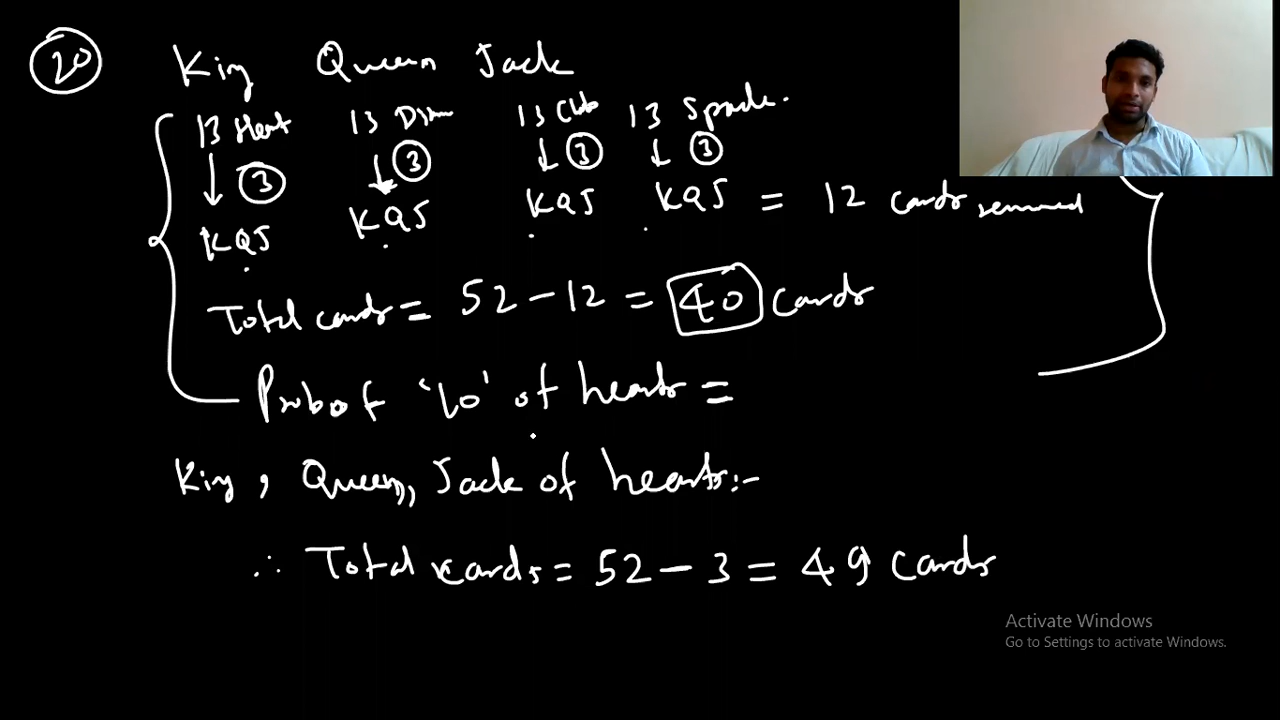 20 King Queen Jack
13 Heart 13 Diam 13 Club 13 Spade.
↓ 3 ↓ 3 ↓ 3 ↓ 3
KQJ KQJ KQJ KQJ = 12 cards removed
Total cards = 52 - 12 = 40 cards
Prob of '10' of hearts =
King, Queen, Jack of hearts:-
∴ Total cards = 52 - 3 = 49 cards
Activate Windows
Go to Settings to activate Windows.